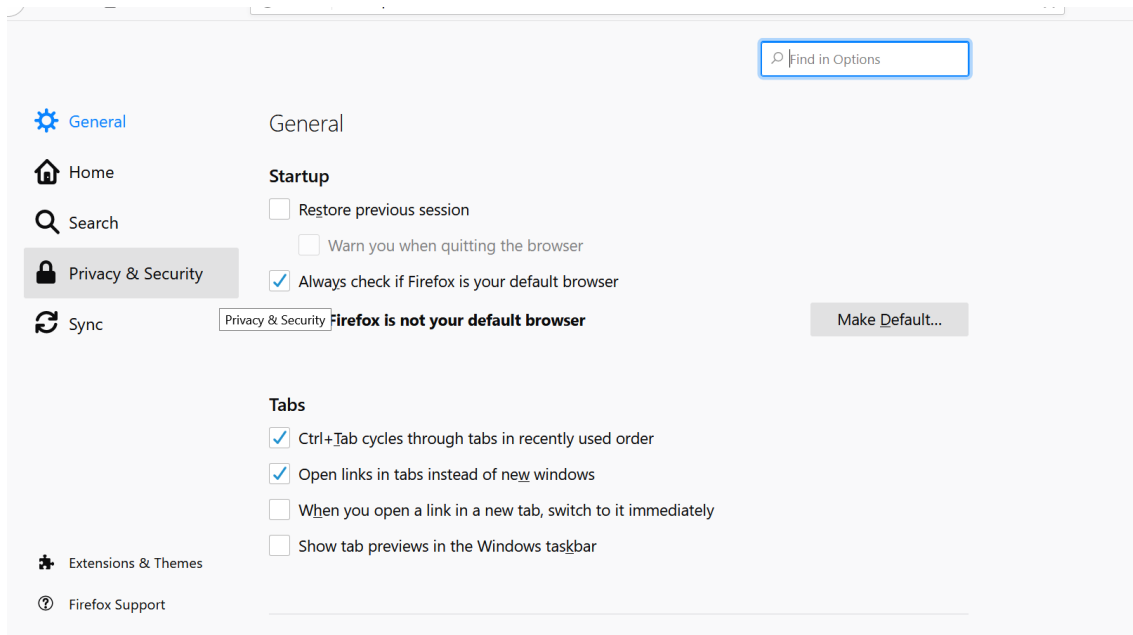 Find in Options
General
Home
Search
Privacy & Security
Sync
Extensions & Themes
Firefox Support
General
Startup
Restore previous session
Warn you when quitting the browser
Always check if Firefox is your default browser
Privacy & Security
Firefox is not your default browser
Make Default...
Tabs
Ctrl+Tab cycles through tabs in recently used order
Open links in tabs instead of new windows
When you open a link in a new tab, switch to it immediately
Show tab previews in the Windows taskbar